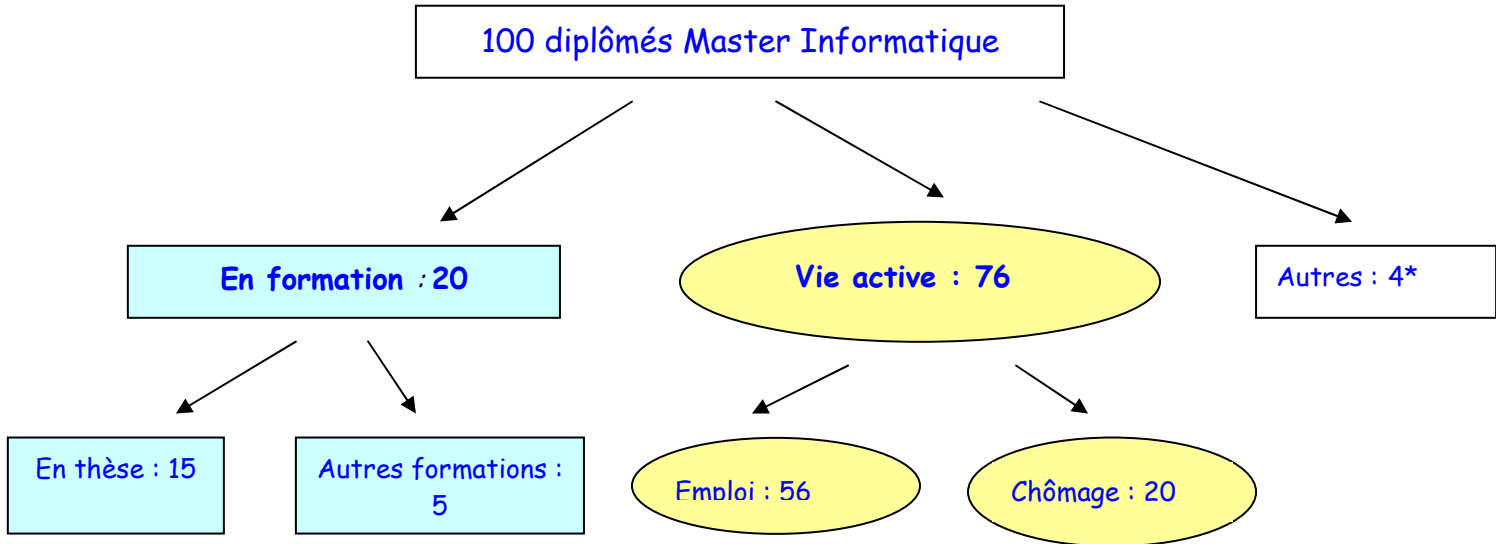 100 diplômés Master Informatique
En formation : 20
Vie active : 76
Autres : 4*
En thèse : 15
Autres formations :
5
Emploi : 56
Chômage : 20